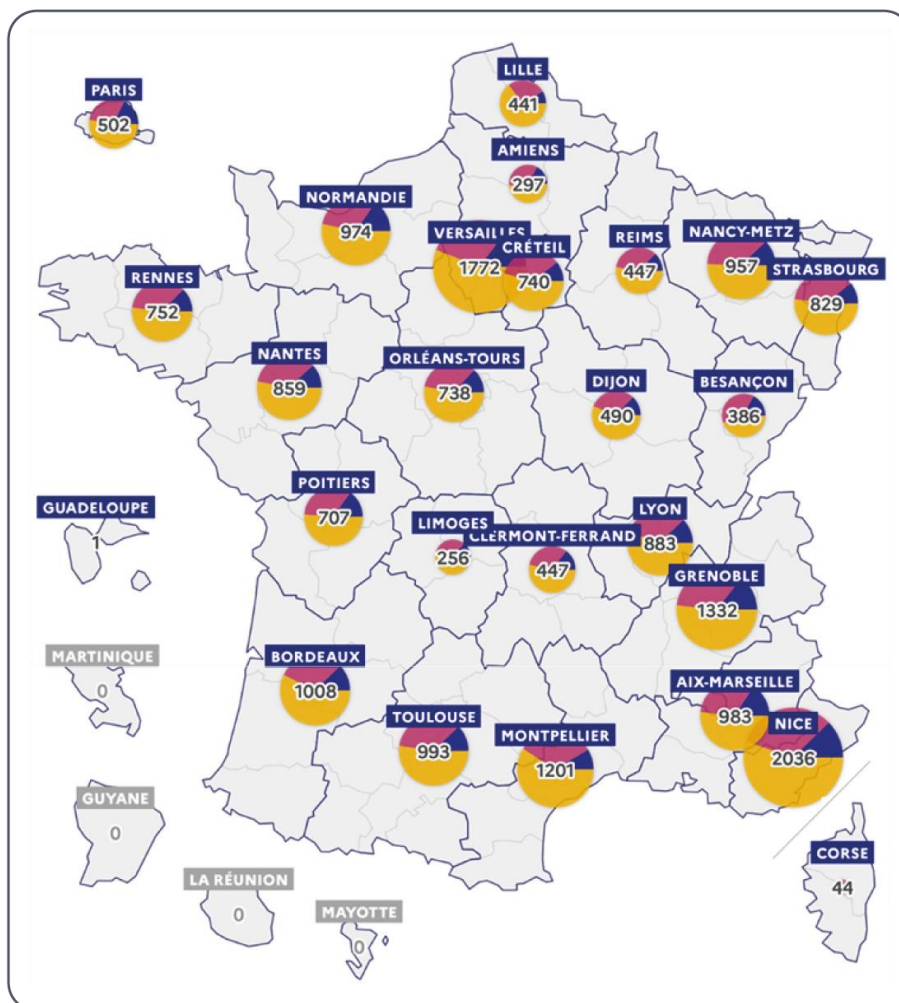 LILLE
441
PARIS
502
AMIENS
297
NORMANDIE
974
VERSAILLES
1772
CRÉTEIL
740
REIMS
447
NANCY-METZ
957
STRASBOURG
829
RENNES
752
NANTES
859
ORLÉANS-TOURS
738
DIJON
490
BESANÇON
386
POITIERS
707
GUADELOUPE
1
LIMOGES
256
CLERMONT-FERRAND
447
LYON
883
GRENOBLE
1332
MARTINIQUE
0
BORDEAUX
1008
AIX-MARSEILLE
983
TOULOUSE
993
MONTPELLIER
1201
NICE
2036
GUYANE
0
CORSE
44
LA RÉUNION
0
MAYOTTE
0